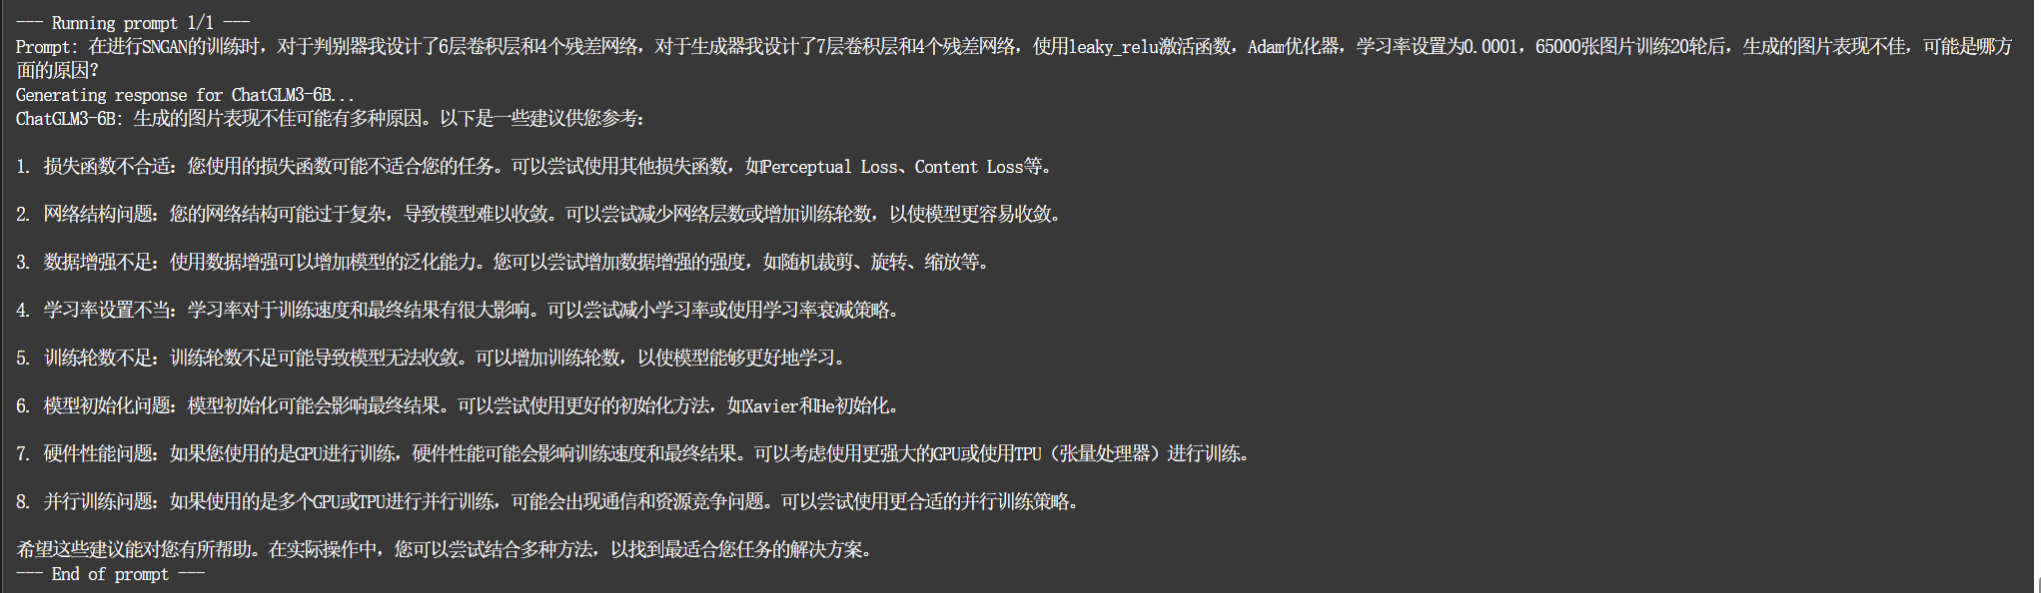 --- Running prompt 1/1 ---
Prompt: 在进行SNGAN的训练时，对于判别器我设计了6层卷积层和4个残差网络，对于生成器我设计了7层卷积层和4个残差网络，使用leaky_relu激活函数，Adam优化器，学习率设置为0.0001，65000张图片训练20轮后，生成的图片表现不佳，可能是哪方
面的原因？
Generating response for ChatGLM3-6B...
ChatGLM3-6B: 生成的图片表现不佳可能有多种原因。以下是一些建议供您参考：
1. 损失函数不合适：您使用的损失函数可能不适合您的任务。可以尝试使用其他损失函数，如Perceptual Loss、Content Loss等。
2. 网络结构问题：您的网络结构可能过于复杂，导致模型难以收敛。可以尝试减少网络层数或增加训练轮数，以使模型更容易收敛。
3. 数据增强不足：使用数据增强可以增加模型的泛化能力。您可以尝试增加数据增强的强度，如随机裁剪、旋转、缩放等。
4. 学习率设置不当：学习率对于训练速度和最终结果有很大影响。可以尝试减小学习率或使用学习率衰减策略。
5. 训练轮数不足：训练轮数不足可能导致模型无法收敛。可以增加训练轮数，以使模型能够更好地学习。
6. 模型初始化问题：模型初始化可能会影响最终结果。可以尝试使用更好的初始化方法，如Xavier和He初始化。
7. 硬件性能问题：如果您使用的是GPU进行训练，硬件性能可能会影响训练速度和最终结果。可以考虑使用更强大的GPU或使用TPU（张量处理器）进行训练。
8. 并行训练问题：如果使用的是多个GPU或TPU进行并行训练，可能会出现通信和资源竞争问题。可以尝试使用更合适的并行训练策略。
希望这些建议能对您有所帮助。在实际操作中，您可以尝试结合多种方法，以找到最适合您任务的解决方案。
--- End of prompt ---